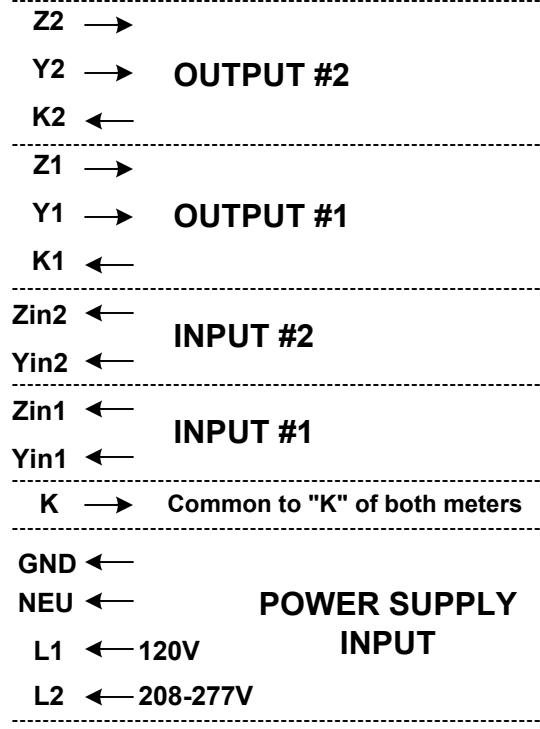 Z2
Y2
OUTPUT #2
K2
Z1
Y1
OUTPUT #1
K1
Zin2
INPUT #2
Yin2
Zin1
INPUT #1
Yin1
K
Common to "K" of both meters
GND
NEU
POWER SUPPLY
INPUT
L1
120V
L2
208-277V